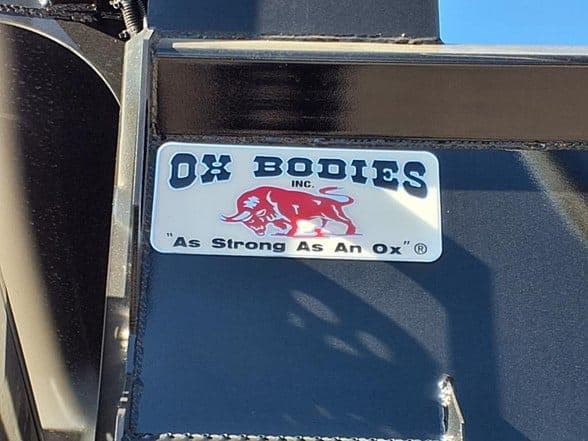 OX BODIES
INC.
"As Strong As An Ox"®